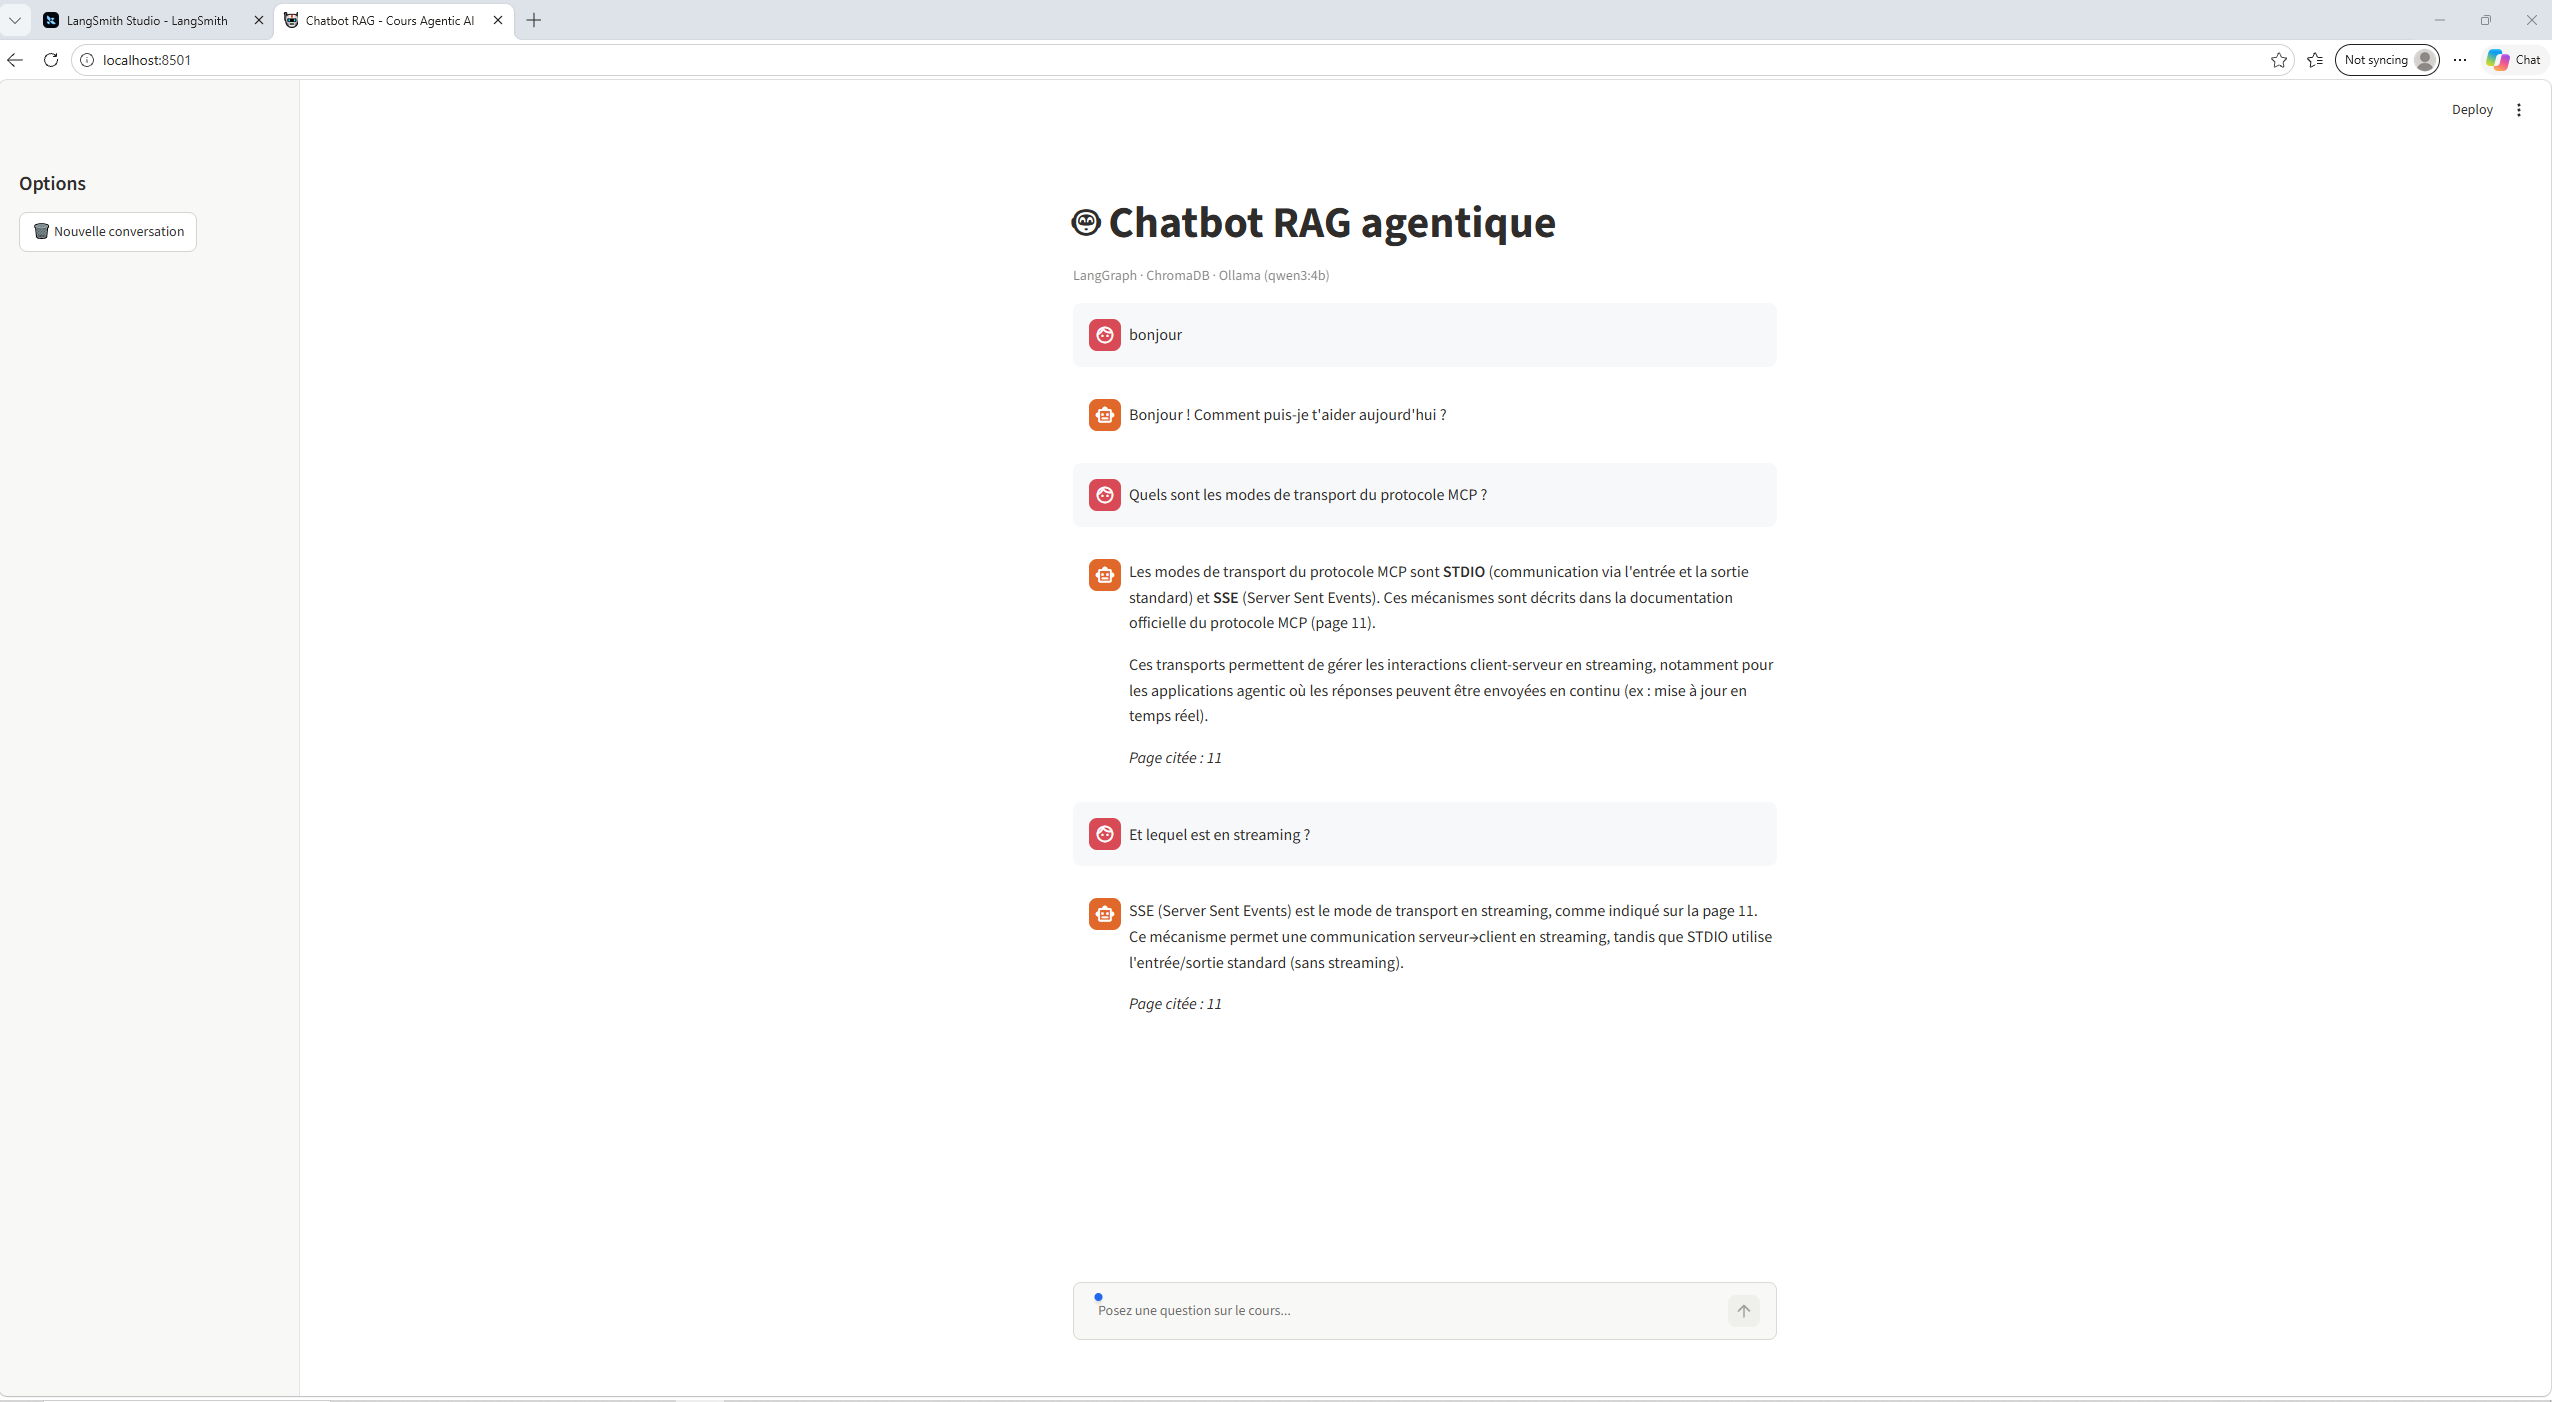 LangSmith Studio - LangSmith
Chatbot RAG - Cours Agentic AI
localhost:8501
Not syncing
Chat
Deploy
Options
Nouvelle conversation
Chatbot RAG agentique
LangGraph · ChromaDB · Ollama (qwen3:4b)
bonjour
Bonjour ! Comment puis-je t'aider aujourd'hui ?
Quels sont les modes de transport du protocole MCP ?
Les modes de transport du protocole MCP sont STDIO (communication via l'entrée et la sortie
standard) et SSE (Server Sent Events). Ces mécanismes sont décrits dans la documentation
officielle du protocole MCP (page 11).
Ces transports permettent de gérer les interactions client-serveur en streaming, notamment pour
les applications agentic où les réponses peuvent être envoyées en continu (ex : mise à jour en
temps réel).
Page citée : 11
Et lequel est en streaming ?
SSE (Server Sent Events) est le mode de transport en streaming, comme indiqué sur la page 11.
Ce mécanisme permet une communication serveur→client en streaming, tandis que STDIO utilise
l'entrée/sortie standard (sans streaming).
Page citée : 11
Posez une question sur le cours...